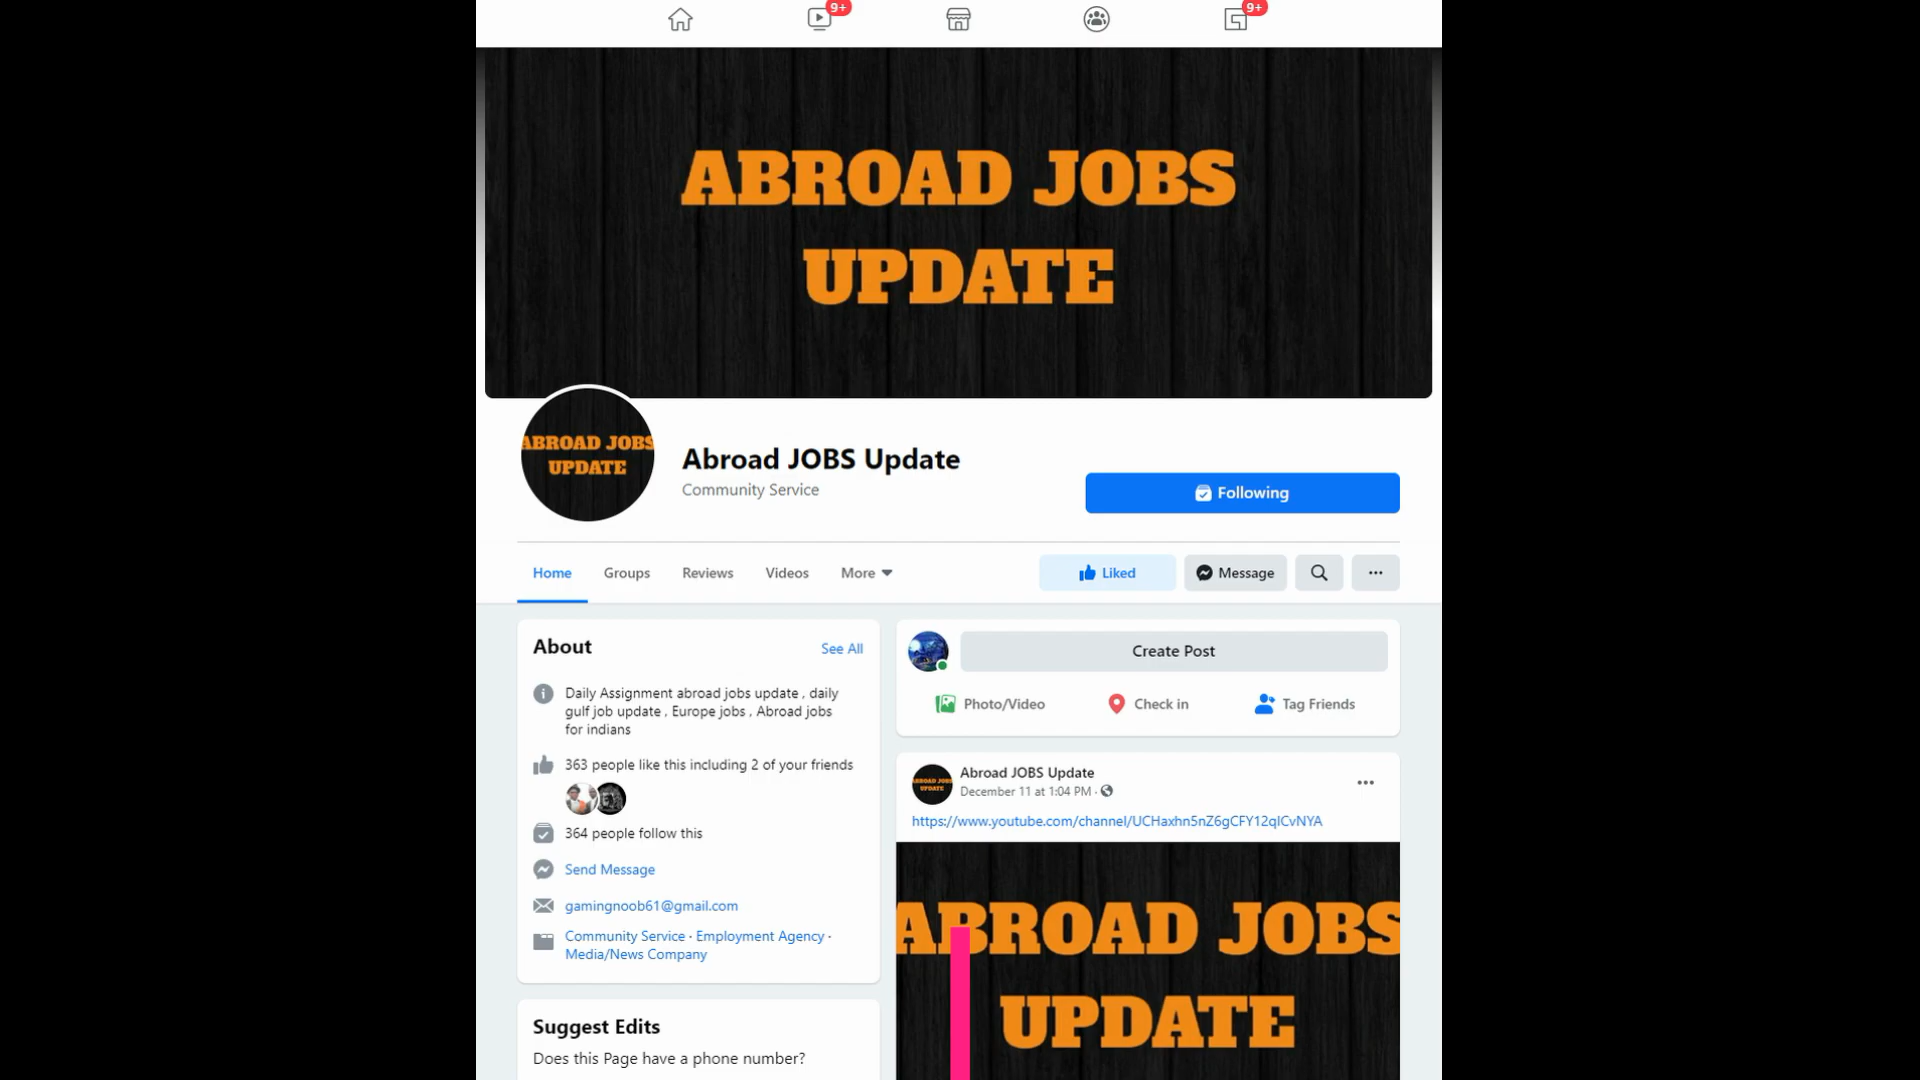 9+
9+
ABROAD JOBS
UPDATE
ABROAD JOBS
UPDATE
Abroad JOBS Update
Community Service
Following
Home
Groups
Reviews
Videos
More
Liked
Message
About
See All
Daily Assignment abroad jobs update , daily
gulf job update , Europe jobs , Abroad jobs
for indians
363 people like this including 2 of your friends
364 people follow this
Send Message
gamingnoob61@gmail.com
Community Service · Employment Agency ·
Media/News Company
Suggest Edits
Does this Page have a phone number?
Create Post
Photo/Video
Check in
Tag Friends
ABROAD JOBS
UPDATE
Abroad JOBS Update
December 11 at 1:04 PM ·
https://www.youtube.com/channel/UCHaxhn5nZ6gCFY12qICvNYA
ABROAD JOBS
UPDATE